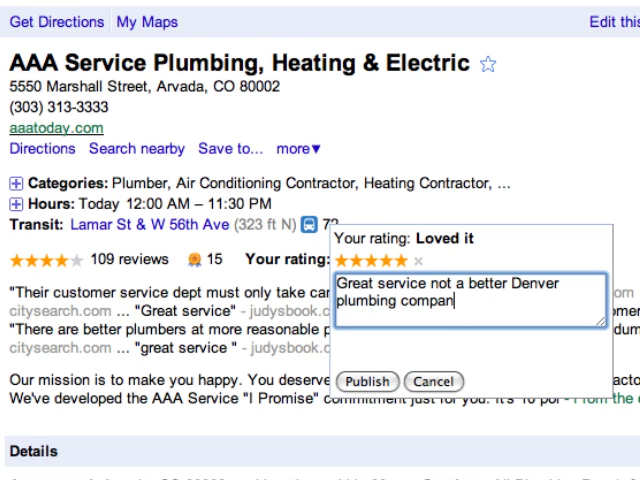 Get Directions My Maps Edit this
AAA Service Plumbing, Heating & Electric
5550 Marshall Street, Arvada, CO 80002
(303) 313-3333
aaatoday.com
Directions Search nearby Save to... more▼
Categories: Plumber, Air Conditioning Contractor, Heating Contractor, ...
Hours: Today 12:00 AM – 11:30 PM
Transit: Lamar St & W 56th Ave (323 ft N)
109 reviews 15 Your rating:
Your rating: Loved it
Great service not a better Denver
plumbing compan
Publish Cancel
"Their customer service dept must only take
citysearch.com ... "Great service" - judysbook.c
"There are better plumbers at more reasonable
citysearch.com ... "great service " - judysbook.c
Our mission is to make you happy. You deserve
We've developed the AAA Service "I Promise" commitment just for you. It's
Details